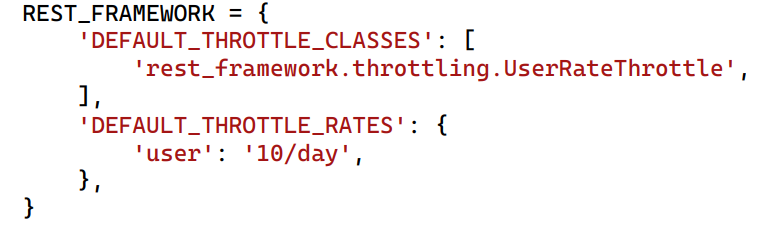 REST_FRAMEWORK = {
    'DEFAULT_THROTTLE_CLASSES': [
        'rest_framework.throttling.UserRateThrottle',
    ],
    'DEFAULT_THROTTLE_RATES': {
        'user': '10/day',
    },
}